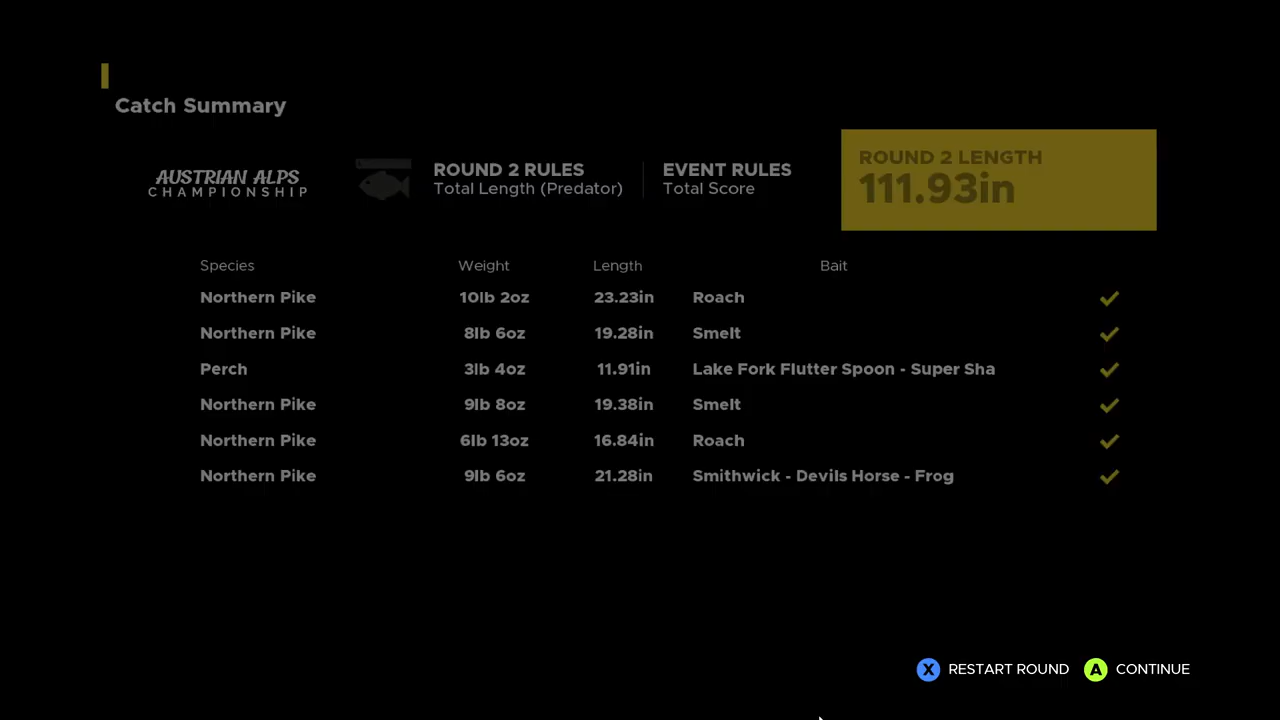 Catch Summary
AUSTRIAN ALPS
CHAMPIONSHIP
ROUND 2 RULES
Total Length (Predator)
EVENT RULES
Total Score
ROUND 2 LENGTH
111.93in
Species Weight Length Bait
Northern Pike 10lb 2oz 23.23in Roach
Northern Pike 8lb 6oz 19.28in Smelt
Perch 3lb 4oz 11.91in Lake Fork Flutter Spoon - Super Sha
Northern Pike 9lb 8oz 19.38in Smelt
Northern Pike 6lb 13oz 16.84in Roach
Northern Pike 9lb 6oz 21.28in Smithwick - Devils Horse - Frog
X RESTART ROUND A CONTINUE